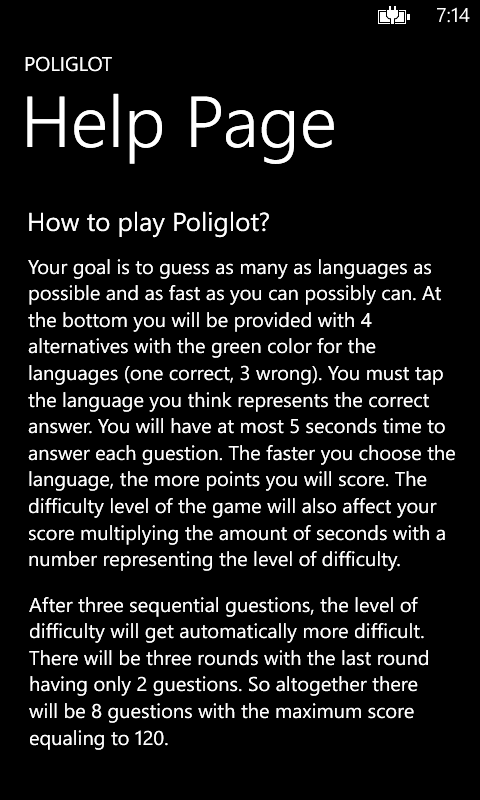 7:14
POLIGLOT
Help Page
How to play Poliglot?
Your goal is to guess as many as languages as
possible and as fast as you can possibly can. At
the bottom you will be provided with 4
alternatives with the green color for the
languages (one correct, 3 wrong). You must tap
the language you think represents the correct
answer. You will have at most 5 seconds time to
answer each question. The faster you choose the
language, the more points you will score. The
difficulty level of the game will also affect your
score multiplying the amount of seconds with a
number representing the level of difficulty.
After three sequential guestions, the level of
difficulty will get automatically more difficult.
There will be three rounds with the last round
having only 2 guestions. So altogether there
will be 8 guestions with the maximum score
equaling to 120.